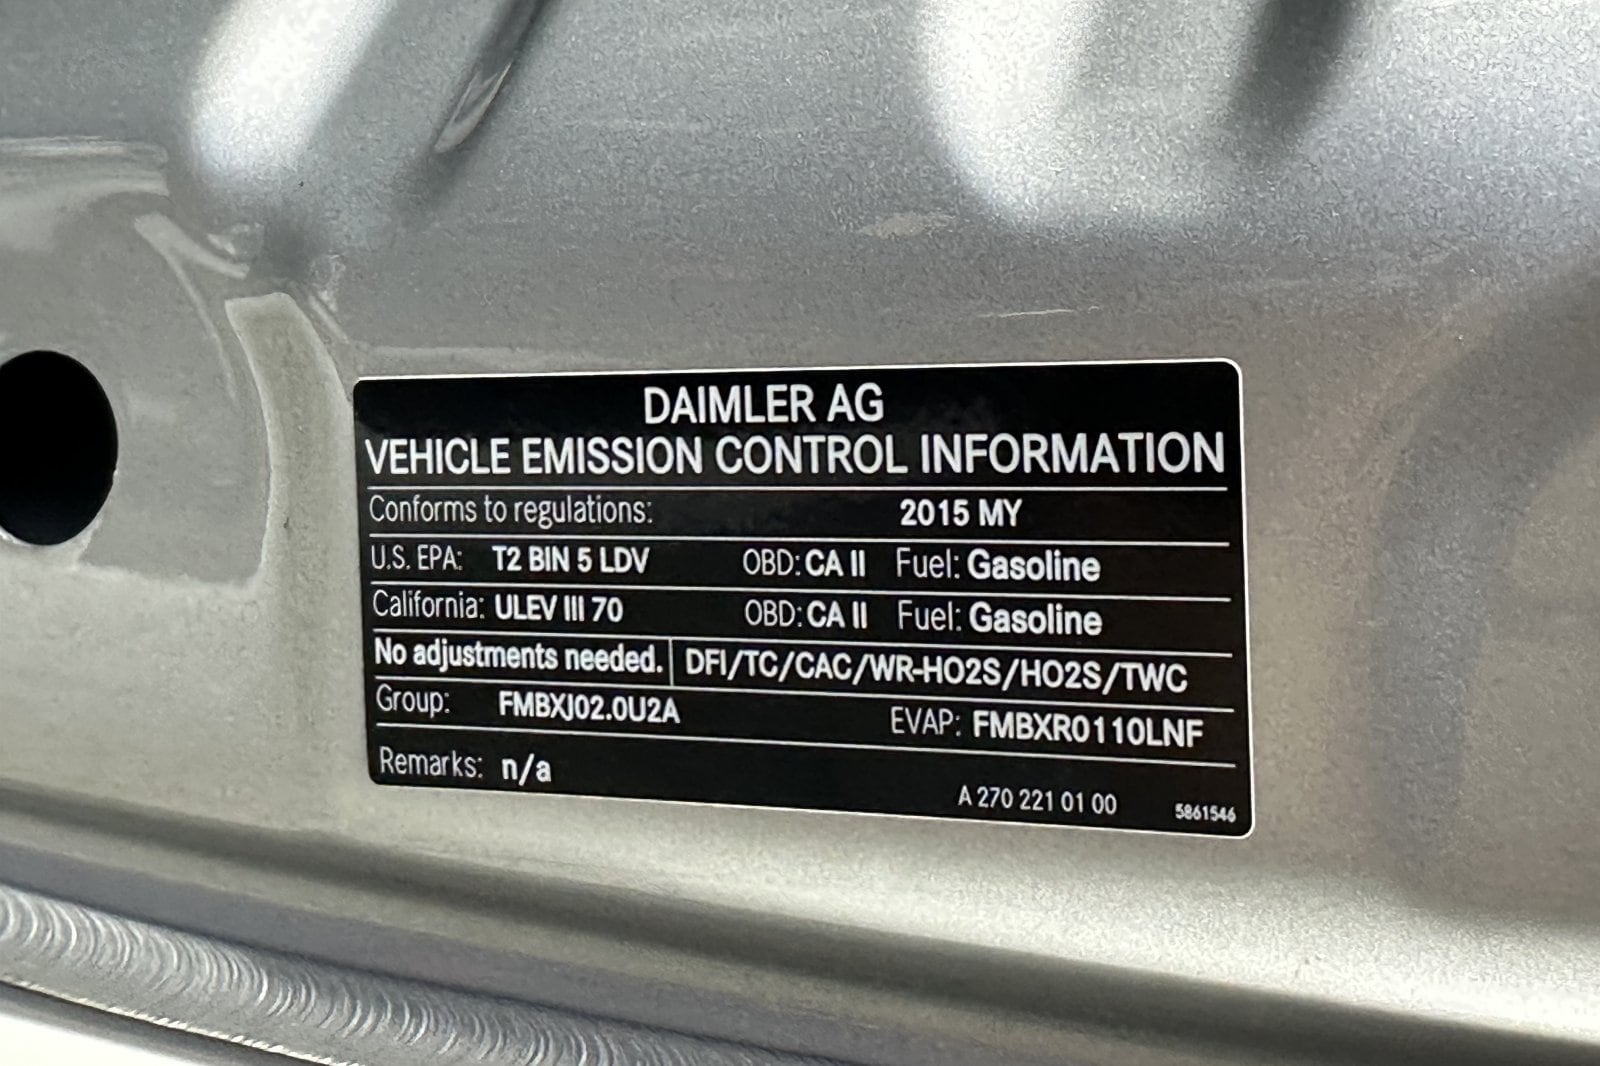 DAIMLER AG
VEHICLE EMISSION CONTROL INFORMATION
Conforms to regulations: 2015 MY
U.S. EPA: T2 BIN 5 LDV OBD: CA II Fuel: Gasoline
California: ULEV III 70 OBD: CA II Fuel: Gasoline
No adjustments needed. DFI/TC/CAC/WR-HO2S/HO2S/TWC
Group: FMBXJ02.0U2A EVAP: FMBXR0110LNF
Remarks: n/a
A 270 221 01 00 5861546